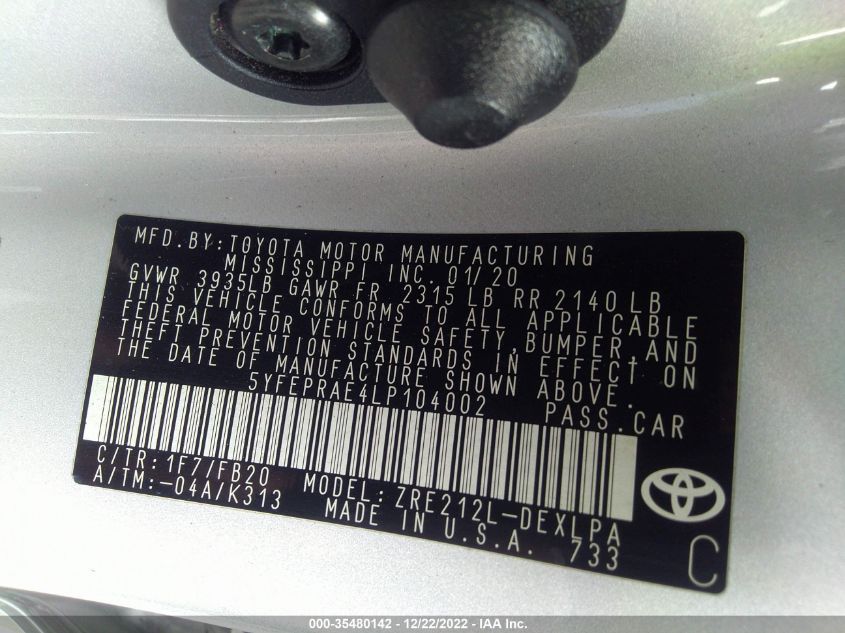 MFD.BY:TOYOTA MOTOR MANUFACTURING
MISSISSIPPI INC. 01/20
GVWR 3935LB GAWR FR 2315 LB RR 2140 LB
THIS VEHICLE CONFORMS TO ALL APPLICABLE
FEDERAL MOTOR VEHICLE SAFETY, BUMPER, AND
THEFT PREVENTION STANDARDS IN EFFECT ON
THE DATE OF MANUFACTURE SHOWN ABOVE.
5YFEPRAE4LP104002 PASS.CAR
C/TR:1F7/FB20
A/TM:-04A/K313 MODEL:ZRE212L-DEXLPA
MADE IN U.S.A. 733
C
000-35480142 - 12/22/2022 - IAA Inc.